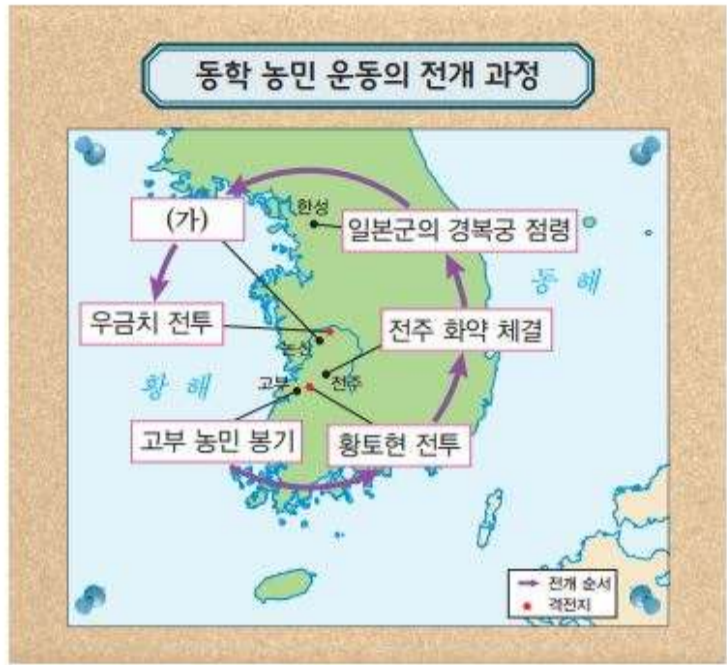 동학 농민 운동의 전개 과정
한성
(가)
일본군의 경복궁 점령
동 해
우금치 전투
전주 화약 체결
논산
황 해
고부
전주
고부 농민 봉기
황토현 전투
전개 순서
격전지